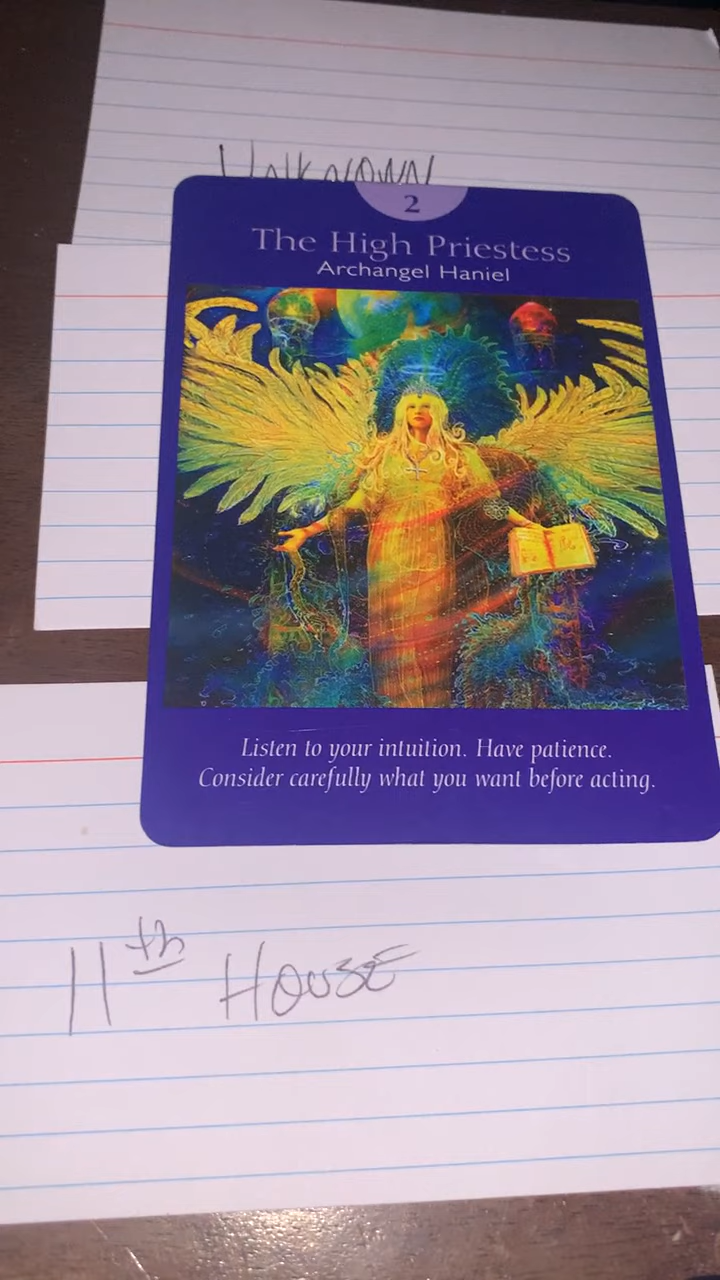 Unknown
2
The High Priestess
Archangel Haniel
Listen to your intuition. Have patience.
Consider carefully what you want before acting.
11th House